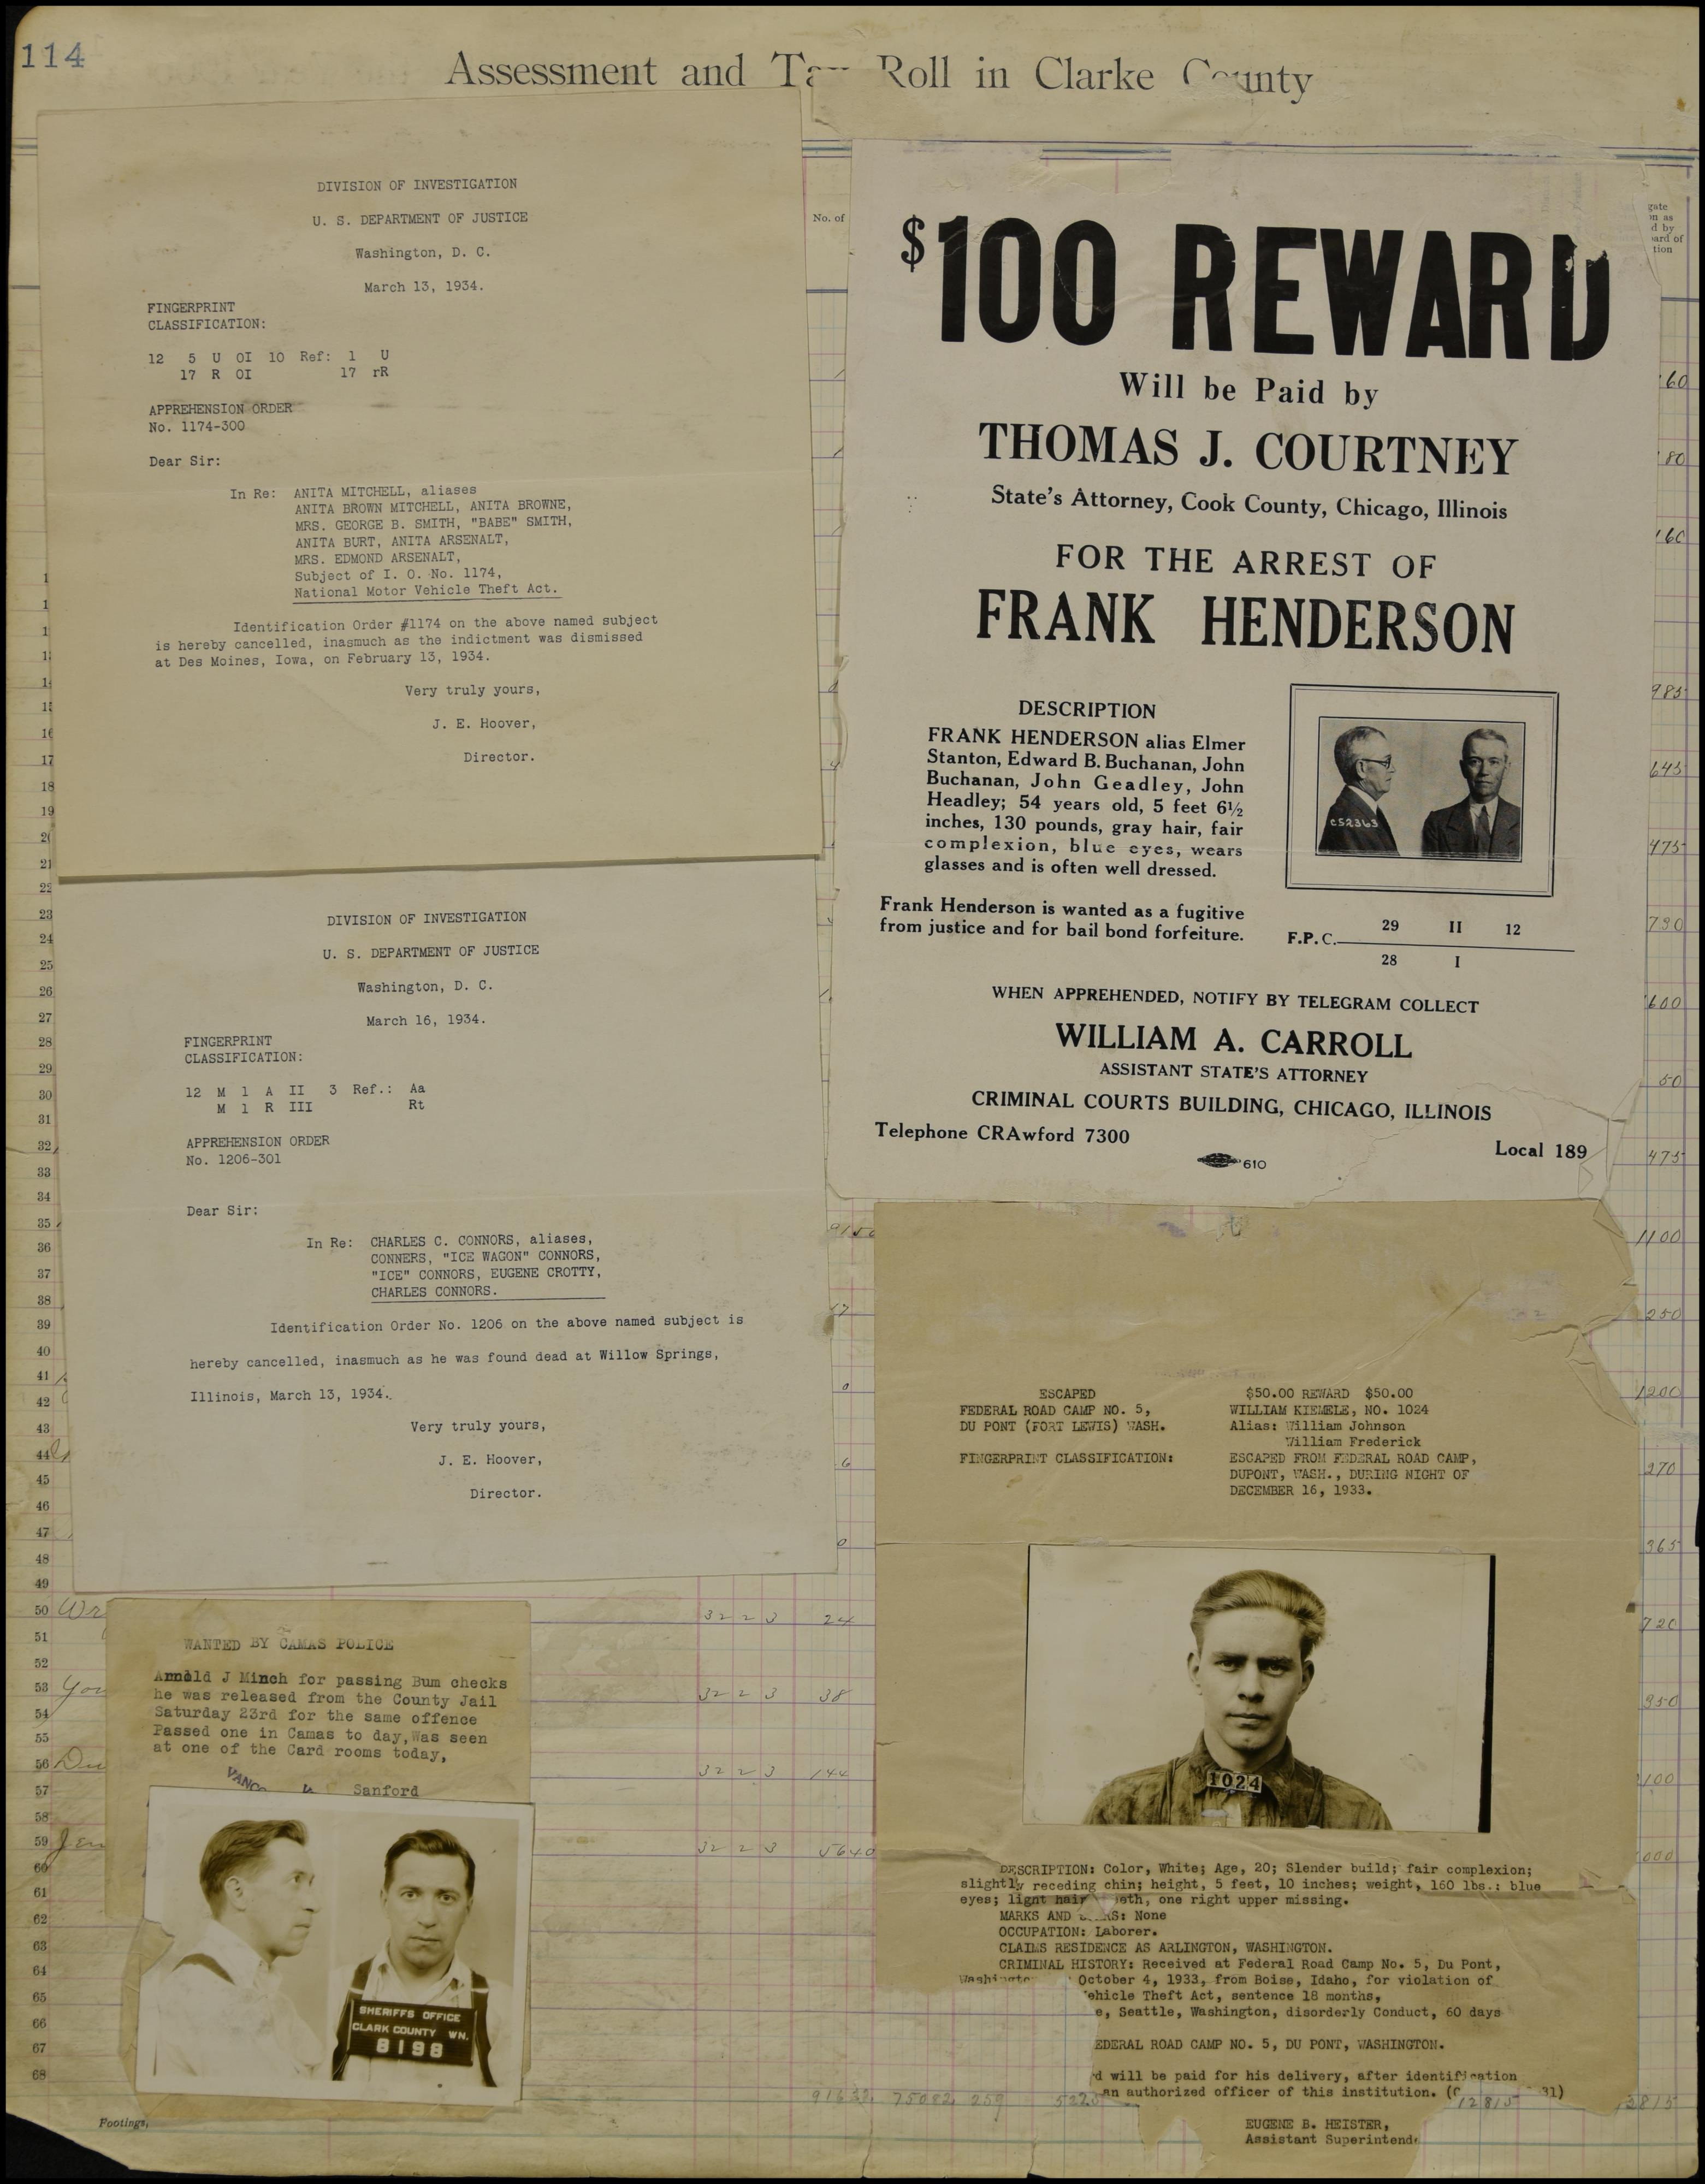 114
Assessment and Roll in Clarke
DIVISION OF INVESTIGATION
U. S. DEPARTMENT OF JUSTICE
Washington, D. C.
March 13, 1934.
FINGERPRINT
CLASSIFICATION:
12 5 U OI 10 Ref: 1 U
17 R OI 17 rR
APPREHENSION ORDER
No. 1174-300
Dear Sir:
In Re: ANITA MITCHELL, aliases
ANITA BROWN MITCHELL, ANITA BROWNE,
MRS. GEORGE B. SMITH, "BABE" SMITH,
ANITA BURT, ANITA ARSENALT,
MRS. EDMOND ARSENALT,
Subject of I. O. No. 1174,
National Motor Vehicle Theft Act.
Identification Order #1174 on the above named subject
is hereby cancelled, inasmuch as the indictment was dismissed
at Des Moines, Iowa, on February 13, 1934.
Very truly yours,
J. E. Hoover,
Director.
DIVISION OF INVESTIGATION
U. S. DEPARTMENT OF JUSTICE
Washington, D. C.
March 16, 1934.
FINGERPRINT
CLASSIFICATION:
12 M 1 A II 3 Ref.: Aa
M 1 R III Rt
APPREHENSION ORDER
No. 1206-301
Dear Sir:
In Re: CHARLES C. CONNORS, aliases,
CONNERS, "ICE WAGON" CONNORS,
"ICE" CONNORS, EUGENE CROTTY,
CHARLES CONNORS.
Identification Order No. 1206 on the above named subject is
hereby cancelled, inasmuch as he was found dead at Willow Springs,
Illinois, March 13, 1934.
Very truly yours,
J. E. Hoover,
Director.
WANTED BY CAMAS POLICE
Arnold J Minch for passing Bum checks
he was released from the County Jail
Saturday 23rd for the same offence
Passed one in Camas to day, Was seen
at one of the Card rooms today,
Sanford
SHERIFFS OFFICE
CLARK COUNTY WN.
8198
Footings,
No. of
$100 REWARD
Will be Paid by
THOMAS J. COURTNEY
State's Attorney, Cook County, Chicago, Illinois
FOR THE ARREST OF
FRANK HENDERSON
DESCRIPTION
FRANK HENDERSON alias Elmer
Stanton, Edward B. Buchanan, John
Buchanan, John Geadley, John
Headley; 54 years old, 5 feet 6½
inches, 130 pounds, gray hair, fair
complexion, blue eyes, wears
glasses and is often well dressed.
C52363
Frank Henderson is wanted as a fugitive
from justice and for bail bond forfeiture.
F.P.C. 29 II 12
28 I
WHEN APPREHENDED, NOTIFY BY TELEGRAM COLLECT
WILLIAM A. CARROLL
ASSISTANT STATE'S ATTORNEY
CRIMINAL COURTS BUILDING, CHICAGO, ILLINOIS
Telephone CRAwford 7300
Local 189
610
ESCAPED
FEDERAL ROAD CAMP NO. 5,
DU PONT (FORT LEWIS) WASH.
FINGERPRINT CLASSIFICATION:
$50.00 REWARD $50.00
WILLIAM KIEMELE, NO. 1024
Alias: William Johnson
William Frederick
ESCAPED FROM FEDERAL ROAD CAMP,
DUPONT, WASH., DURING NIGHT OF
DECEMBER 16, 1933.
1024
DESCRIPTION: Color, White; Age, 20; Slender build; fair complexion;
slightly receding chin; height, 5 feet, 10 inches; weight, 160 lbs.: blue
eyes; light hair eeth, one right upper missing.
MARKS AND : None
OCCUPATION: Laborer.
CLAIMS RESIDENCE AS ARLINGTON, WASHINGTON.
CRIMINAL HISTORY: Received at Federal Road Camp No. 5, Du Pont,
October 4, 1933, from Boise, Idaho, for violation of
ehicle Theft Act, sentence 18 months,
e, Seattle, Washington, disorderly Conduct, 60 days
EDERAL ROAD CAMP NO. 5, DU PONT, WASHINGTON.
d will be paid for his delivery, after identification
an authorized officer of this institution.
EUGENE B. HEISTER,
Assistant Superintend